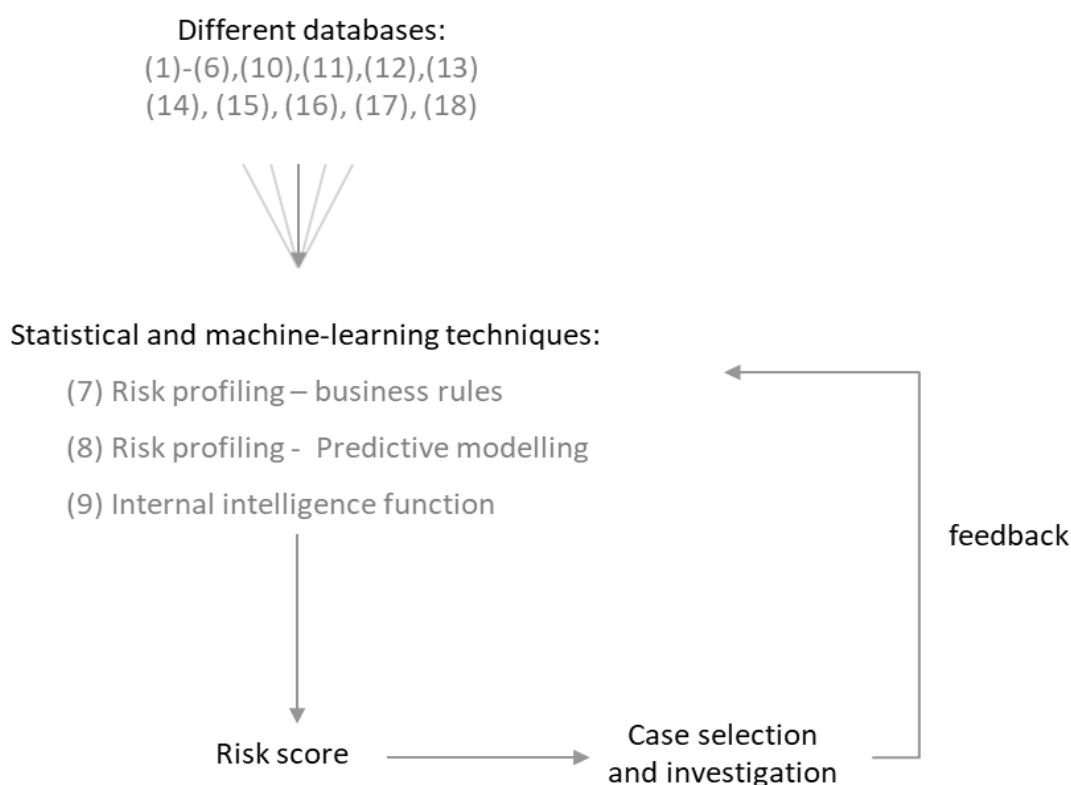 Different databases:
(1)-(6),(10),(11),(12),(13)
(14), (15), (16), (17), (18)
Statistical and machine-learning techniques:
(7) Risk profiling – business rules
(8) Risk profiling -  Predictive modelling
(9) Internal intelligence function
feedback
Risk score
Case selection
and investigation